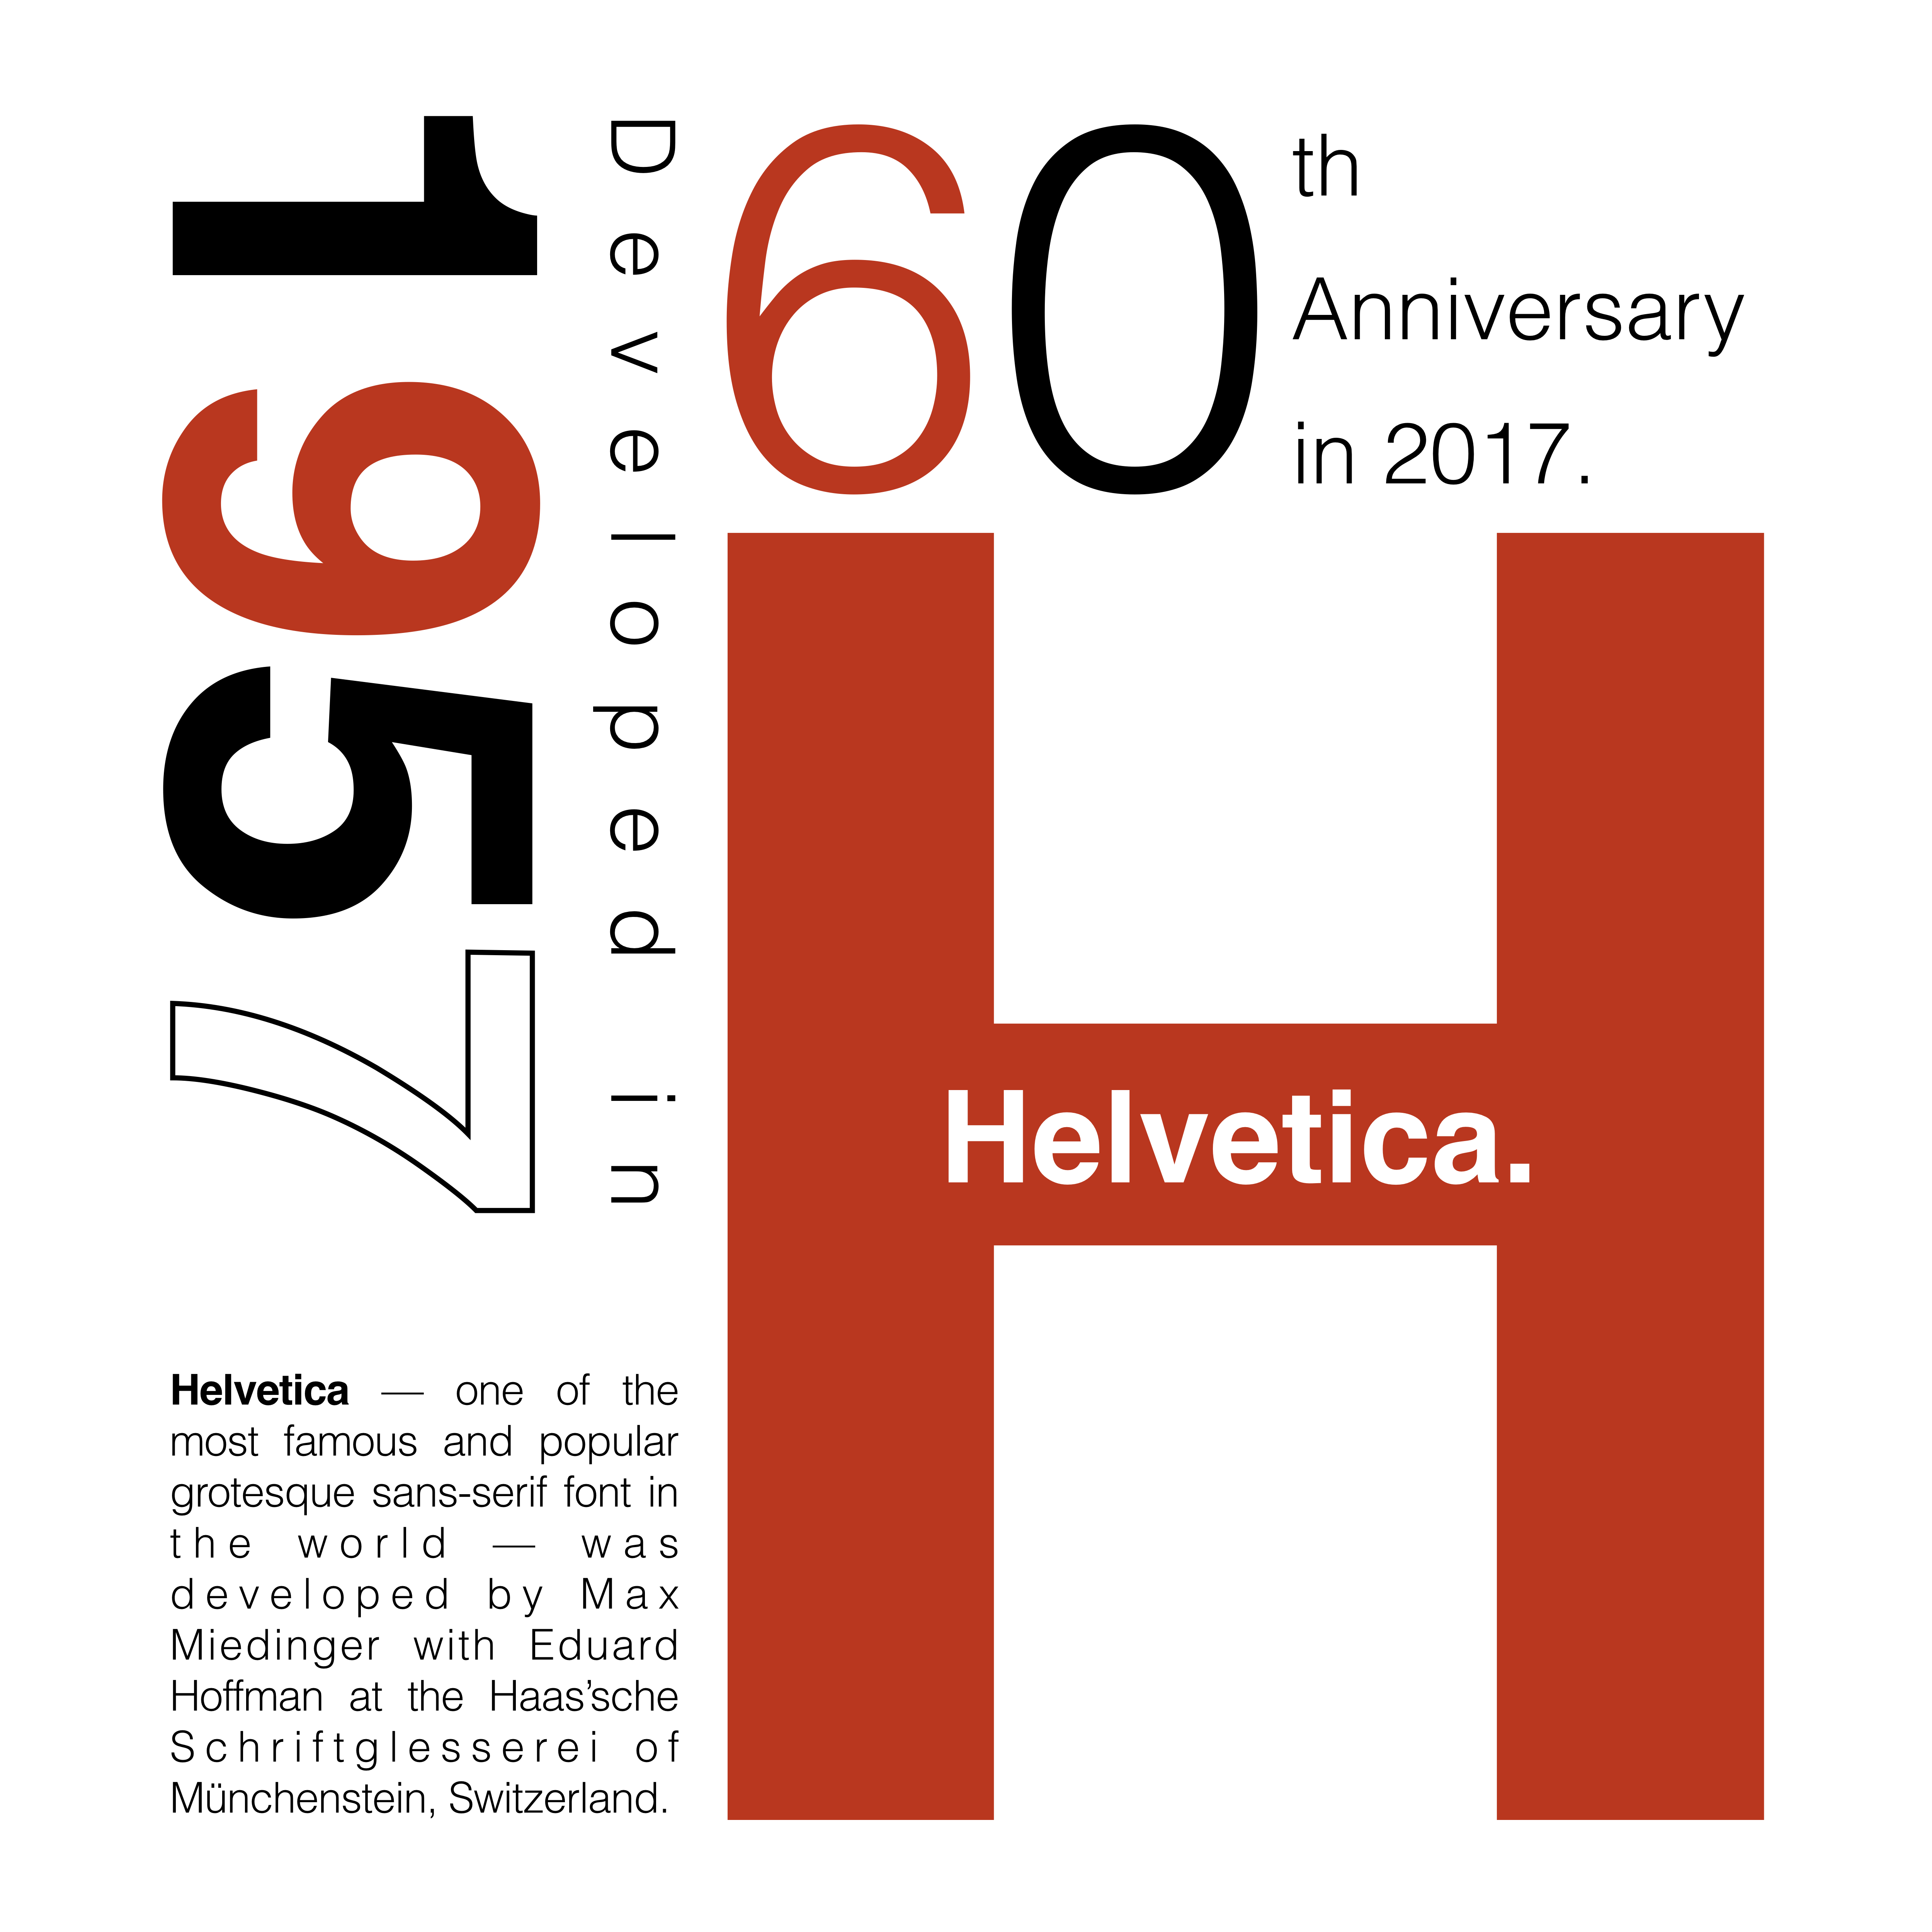 1957
Developed in
60
th
Anniversary
in 2017.
Helvetica.
Helvetica — one of the
most famous and popular
grotesque sans-serif font in
the world — was
developed by Max
Miedinger with Eduard
Hoffman at the Haas’sche
Schriftglesserei of
Münchenstein, Switzerland.